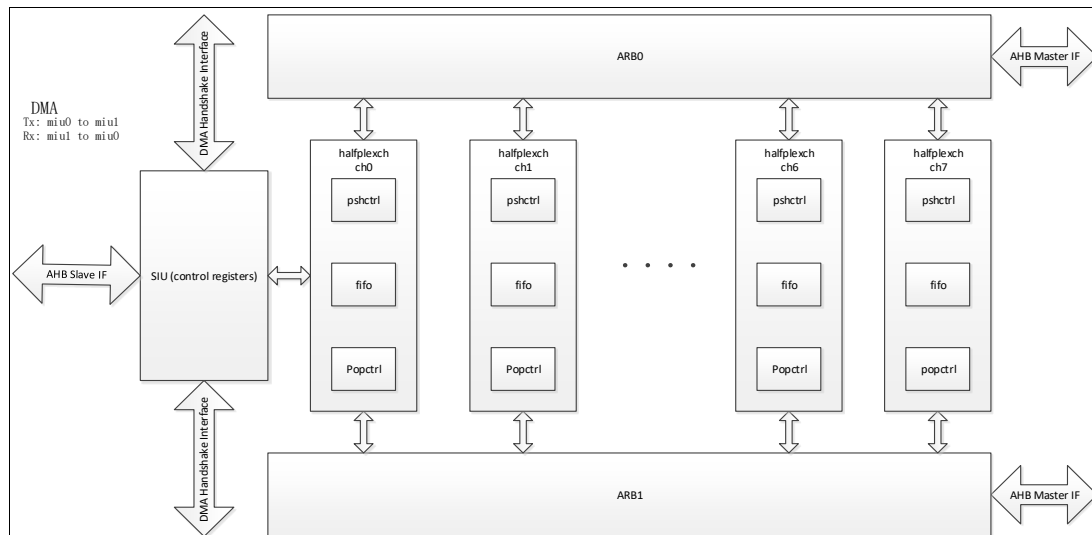 DMA Handshake Interface
ARB0
AHB Master IF
DMA
Tx: miu0 to miu1
Rx: miu1 to miu0
halfplexch
ch0
halfplexch
ch1
halfplexch
ch6
halfplexch
ch7
pshctrl
pshctrl
pshctrl
pshctrl
AHB Slave IF
SIU (control registers)
fifo
fifo
. . . .
fifo
fifo
Popctrl
Popctrl
Popctrl
popctrl
DMA Handshake Interface
ARB1
AHB Master IF